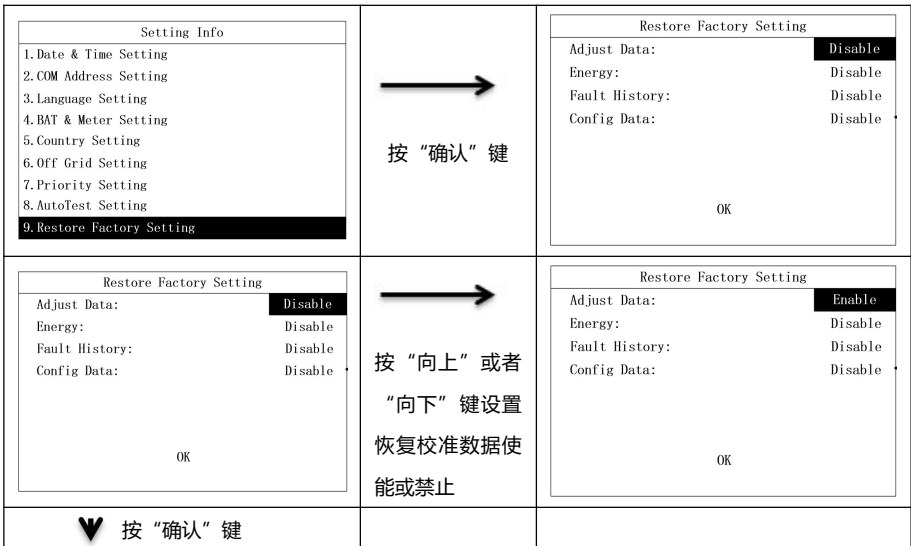 Setting Info
1.Date & Time Setting
2.COM Address Setting
3.Language Setting
4.BAT & Meter Setting
5.Country Setting
6.Off Grid Setting
7.Priority Setting
8.AutoTest Setting
9.Restore Factory Setting
按“确认”键
Restore Factory Setting
Adjust Data: Disable
Energy: Disable
Fault History: Disable
Config Data: Disable
OK
Restore Factory Setting
Adjust Data: Disable
Energy: Disable
Fault History: Disable
Config Data: Disable
OK
按“向上”或者
“向下”键设置
恢复校准数据使
能或禁止
Restore Factory Setting
Adjust Data: Enable
Energy: Disable
Fault History: Disable
Config Data: Disable
OK
按“确认”键